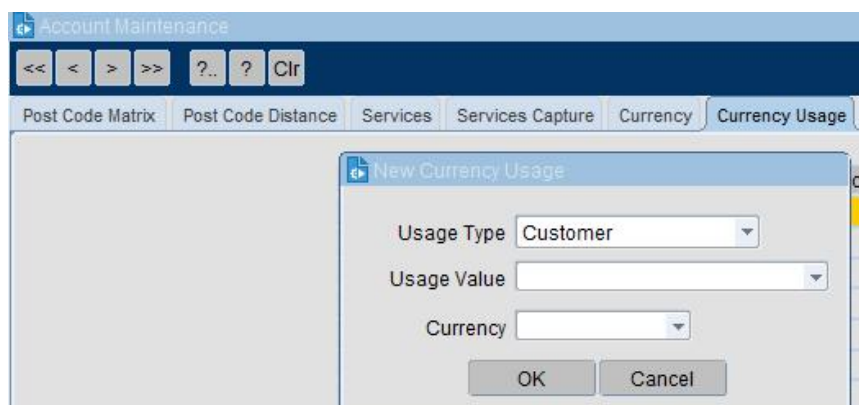 Account Maintenance
<< < > >> ?.. ? Clr
Post Code Matrix Post Code Distance Services Services Capture Currency Currency Usage
New Currency Usage
Usage Type Customer
Usage Value
Currency
OK Cancel